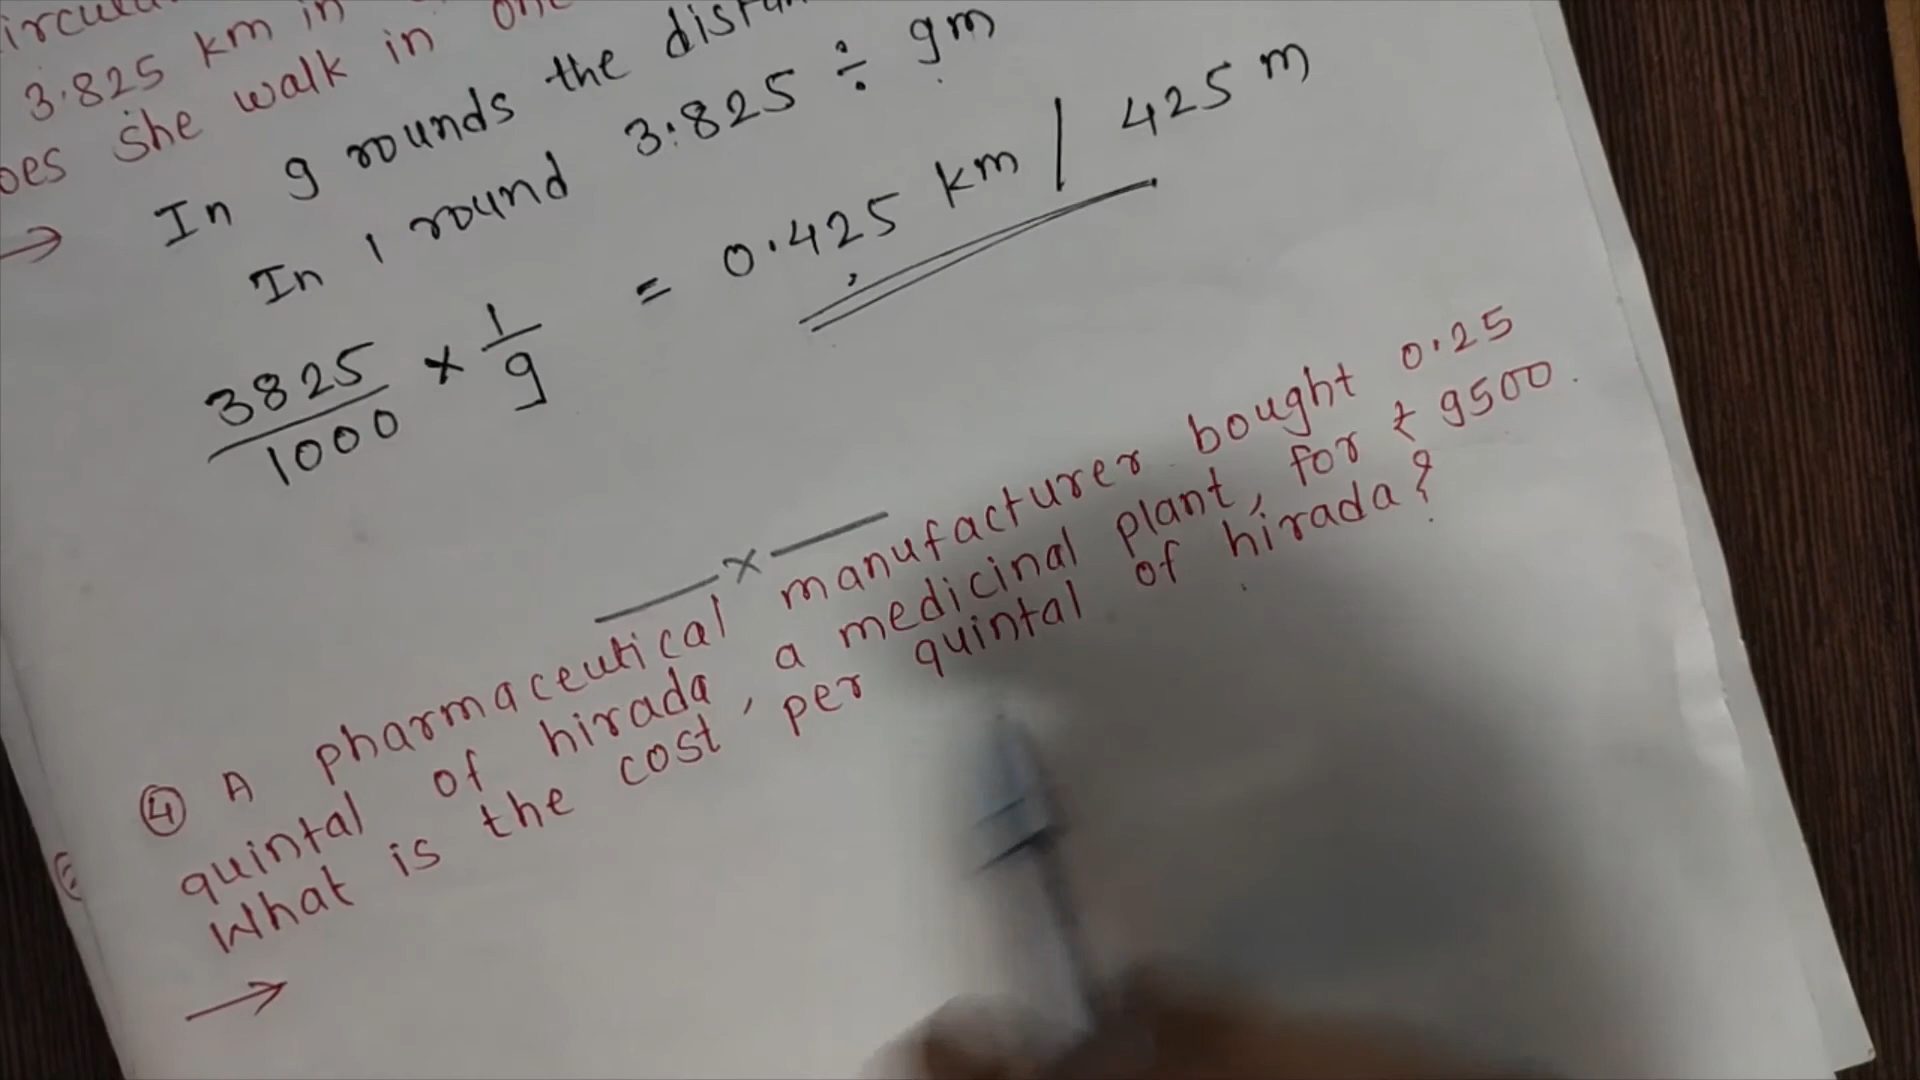 3.825 km in
oes she walk in
→ In 9 rounds the
In 1 round 3.825 ÷ 9m
3825/1000 × 1/9 = 0.425 km / 425 m
x
④ A pharmaceutical manufacturer bought 0.25
quintal of hirada, a medicinal plant, for ₹ 9500.
What is the cost, per quintal of hirada?
→